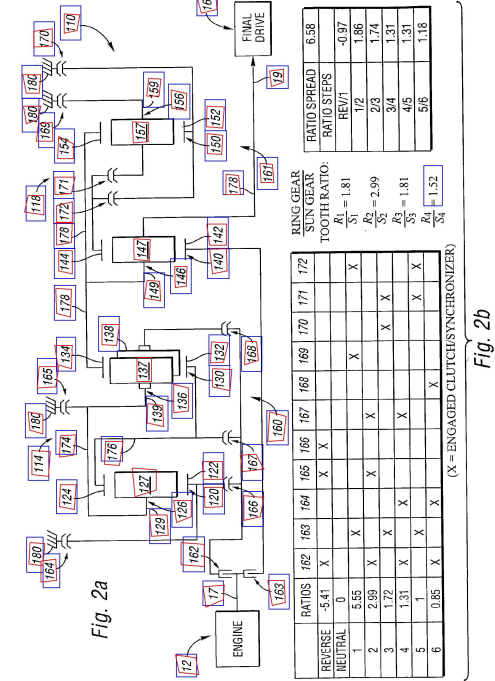 Fig. 2a
12
ENGINE
17
162
163
180
164
114
174
124
176
127
129
126
122
120
166
167
180
165
134
138
137
139
136
132
130
168
160
178
118
178
144
172
171
147
149
146
142
140
178
161
110
180
170
180
169
154
159
156
157
152
150
19
16
FINAL
DRIVE
RATIOS 162 163 164 165 166 167 168 169 170 171 172
REVERSE -5.41 X X X
NEUTRAL 0
1 5.55 X X X
2 2.99 X X X
3 1.72 X X X
4 1.31 X X X
5 1 X X X
6 0.85 X X X
(X = ENGAGED CLUTCH/SYNCHRONIZER)
RING GEAR
SUN GEAR
TOOTH RATIO:
R1/S1 = 1.81
R2/S2 = 2.99
R3/S3 = 1.81
R4/S4 = 1.52
RATIO SPREAD 6.58
RATIO STEPS
REV/1 -0.97
1/2 1.86
2/3 1.74
3/4 1.31
4/5 1.31
5/6 1.18
Fig. 2b